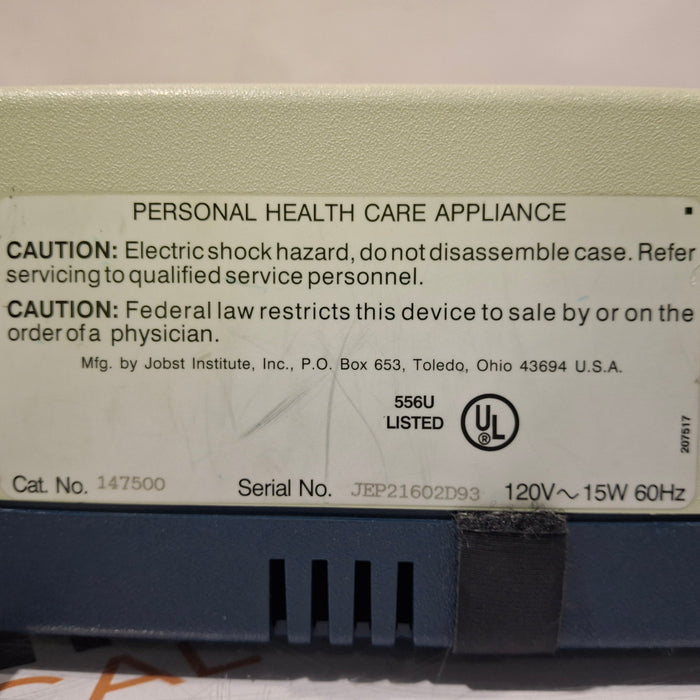 PERSONAL HEALTH CARE APPLIANCE
CAUTION: Electric shock hazard, do not disassemble case. Refer
servicing to qualified service personnel.
CAUTION: Federal law restricts this device to sale by or on the
order of a physician.
Mfg. by Jobst Institute, Inc., P.O. Box 653, Toledo, Ohio 43694 U.S.A.
556U
LISTED
UL
®
207517
Cat. No. 147500 Serial No. JEP21602D93 120V~ 15W 60Hz
CAL